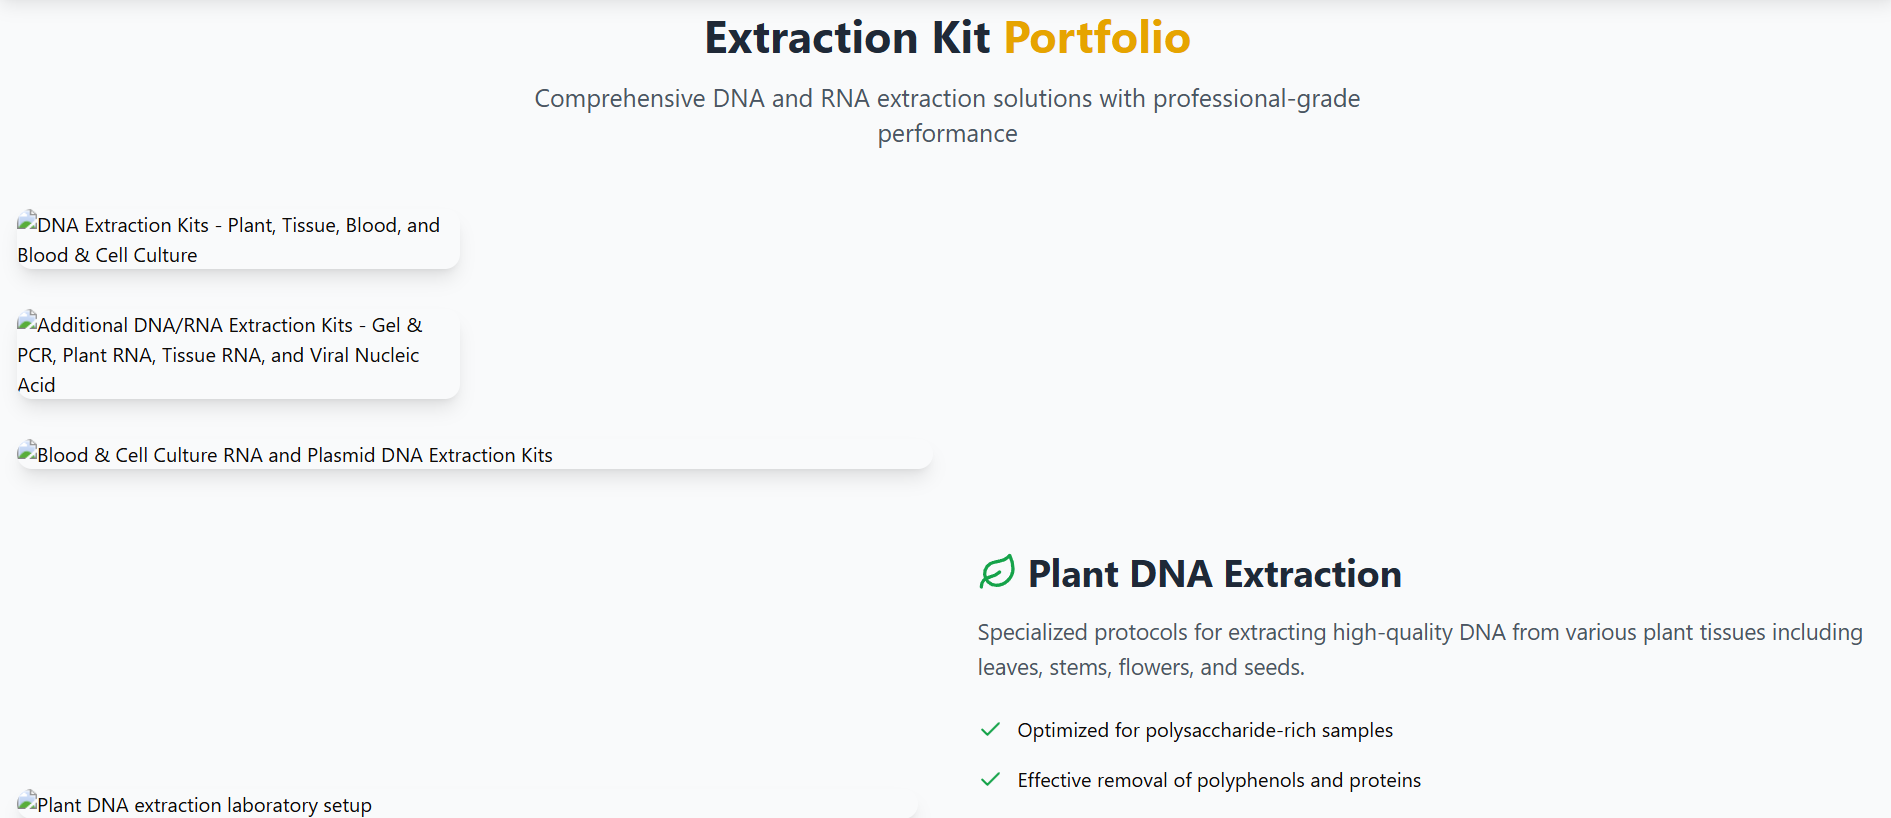 Extraction Kit Portfolio
Comprehensive DNA and RNA extraction solutions with professional-grade
performance
DNA Extraction Kits - Plant, Tissue, Blood, and
Blood & Cell Culture
Additional DNA/RNA Extraction Kits - Gel &
PCR, Plant RNA, Tissue RNA, and Viral Nucleic
Acid
Blood & Cell Culture RNA and Plasmid DNA Extraction Kits
Plant DNA Extraction
Specialized protocols for extracting high-quality DNA from various plant tissues including
leaves, stems, flowers, and seeds.
Optimized for polysaccharide-rich samples
Effective removal of polyphenols and proteins
Plant DNA extraction laboratory setup